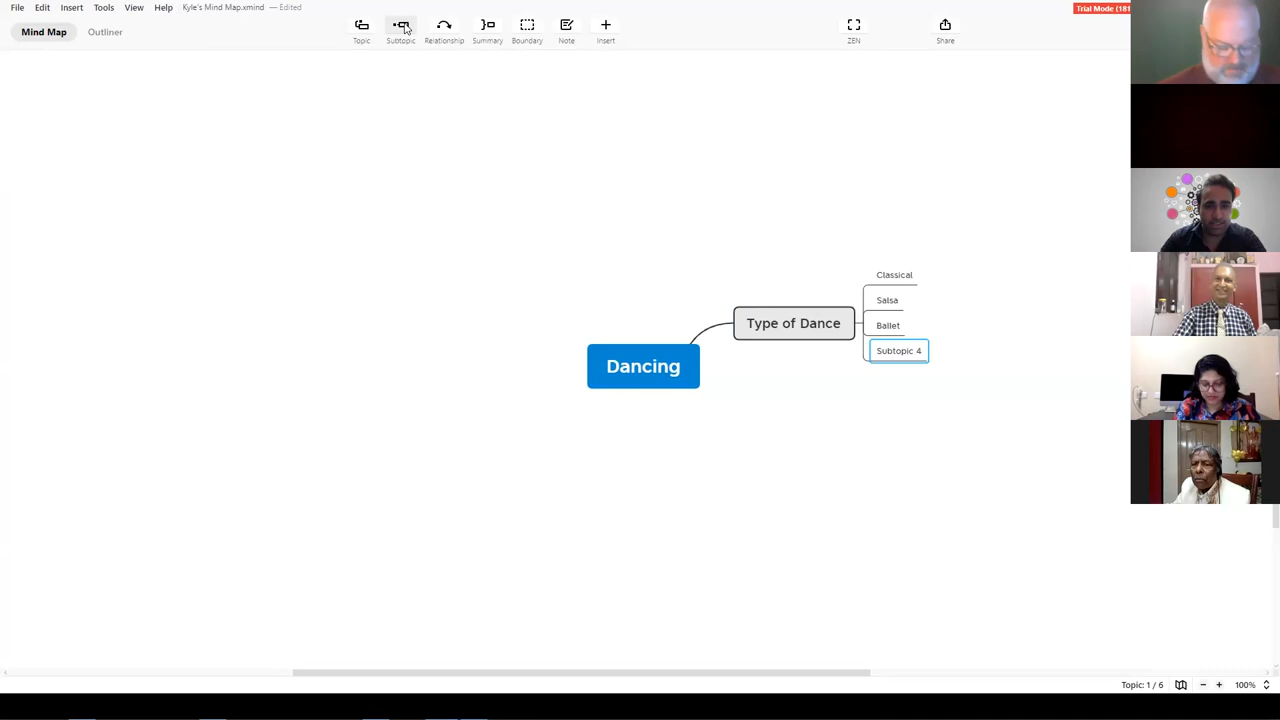 File Edit Insert Tools View Help Kyle's Mind Map.xmind — Edited
Trial Mode (181
Mind Map Outliner
Topic Subtopic Relationship Summary Boundary Note Insert ZEN Share
Classical
Salsa
Type of Dance
Ballet
Subtopic 4
Dancing
Topic: 1 / 6 100%